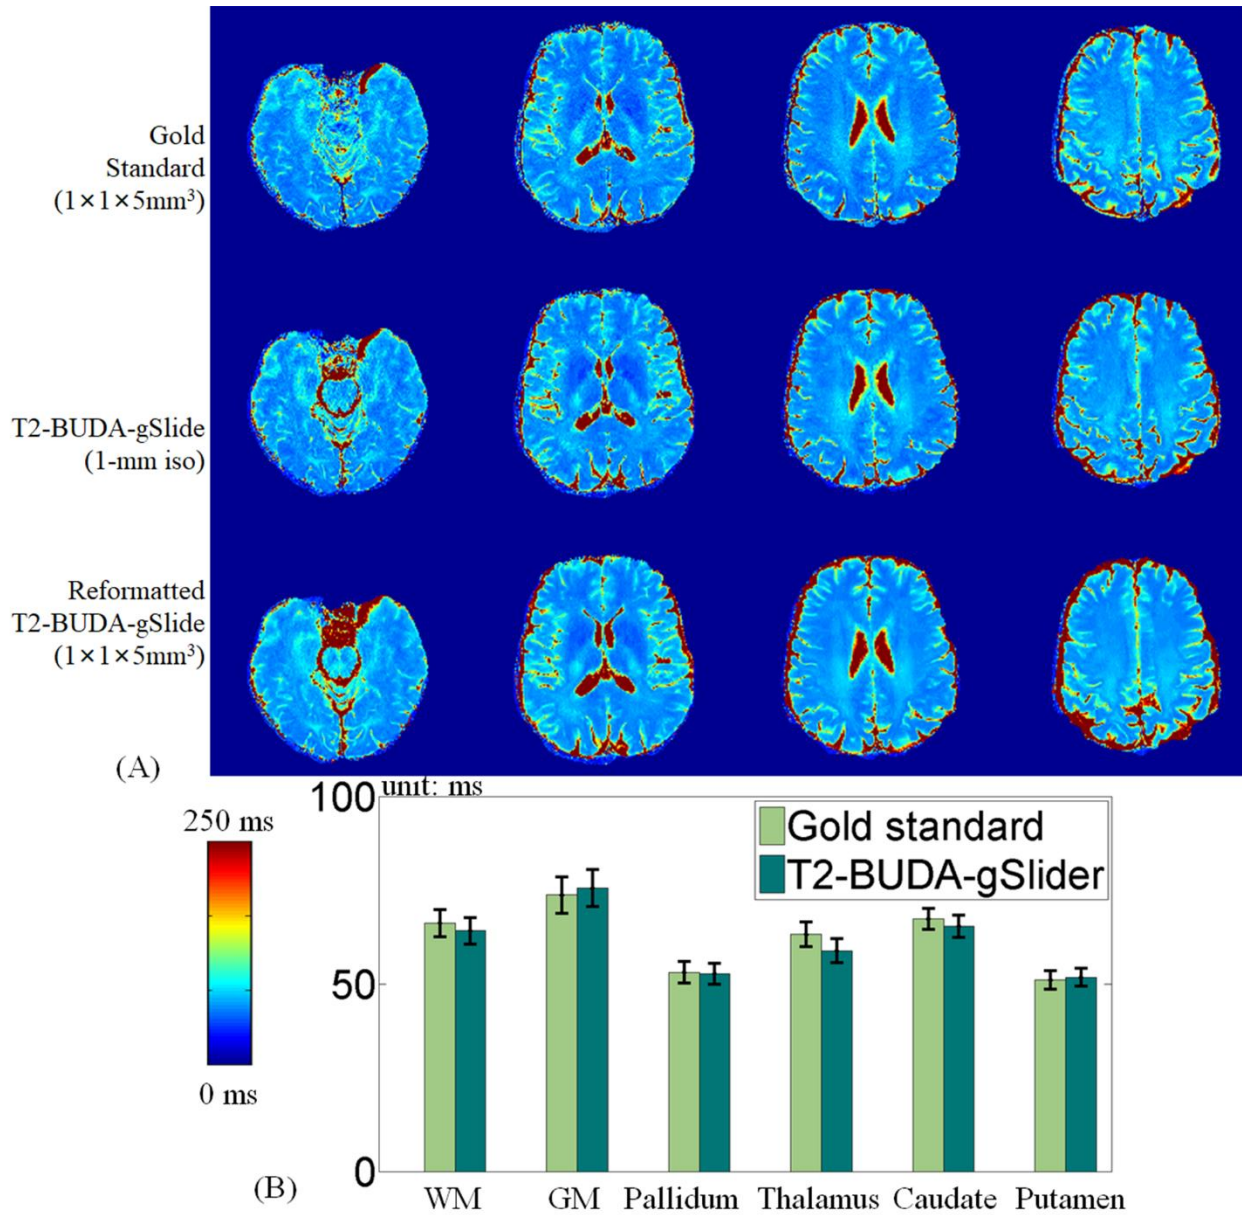 Gold
Standard
(1×1×5mm³)
T2-BUDA-gSlide
(1-mm iso)
Reformatted
T2-BUDA-gSlide
(1×1×5mm³)
(A)
250 ms
0 ms
unit: ms
100
50
0
Gold standard
T2-BUDA-gSlider
WM GM Pallidum Thalamus Caudate Putamen
(B)